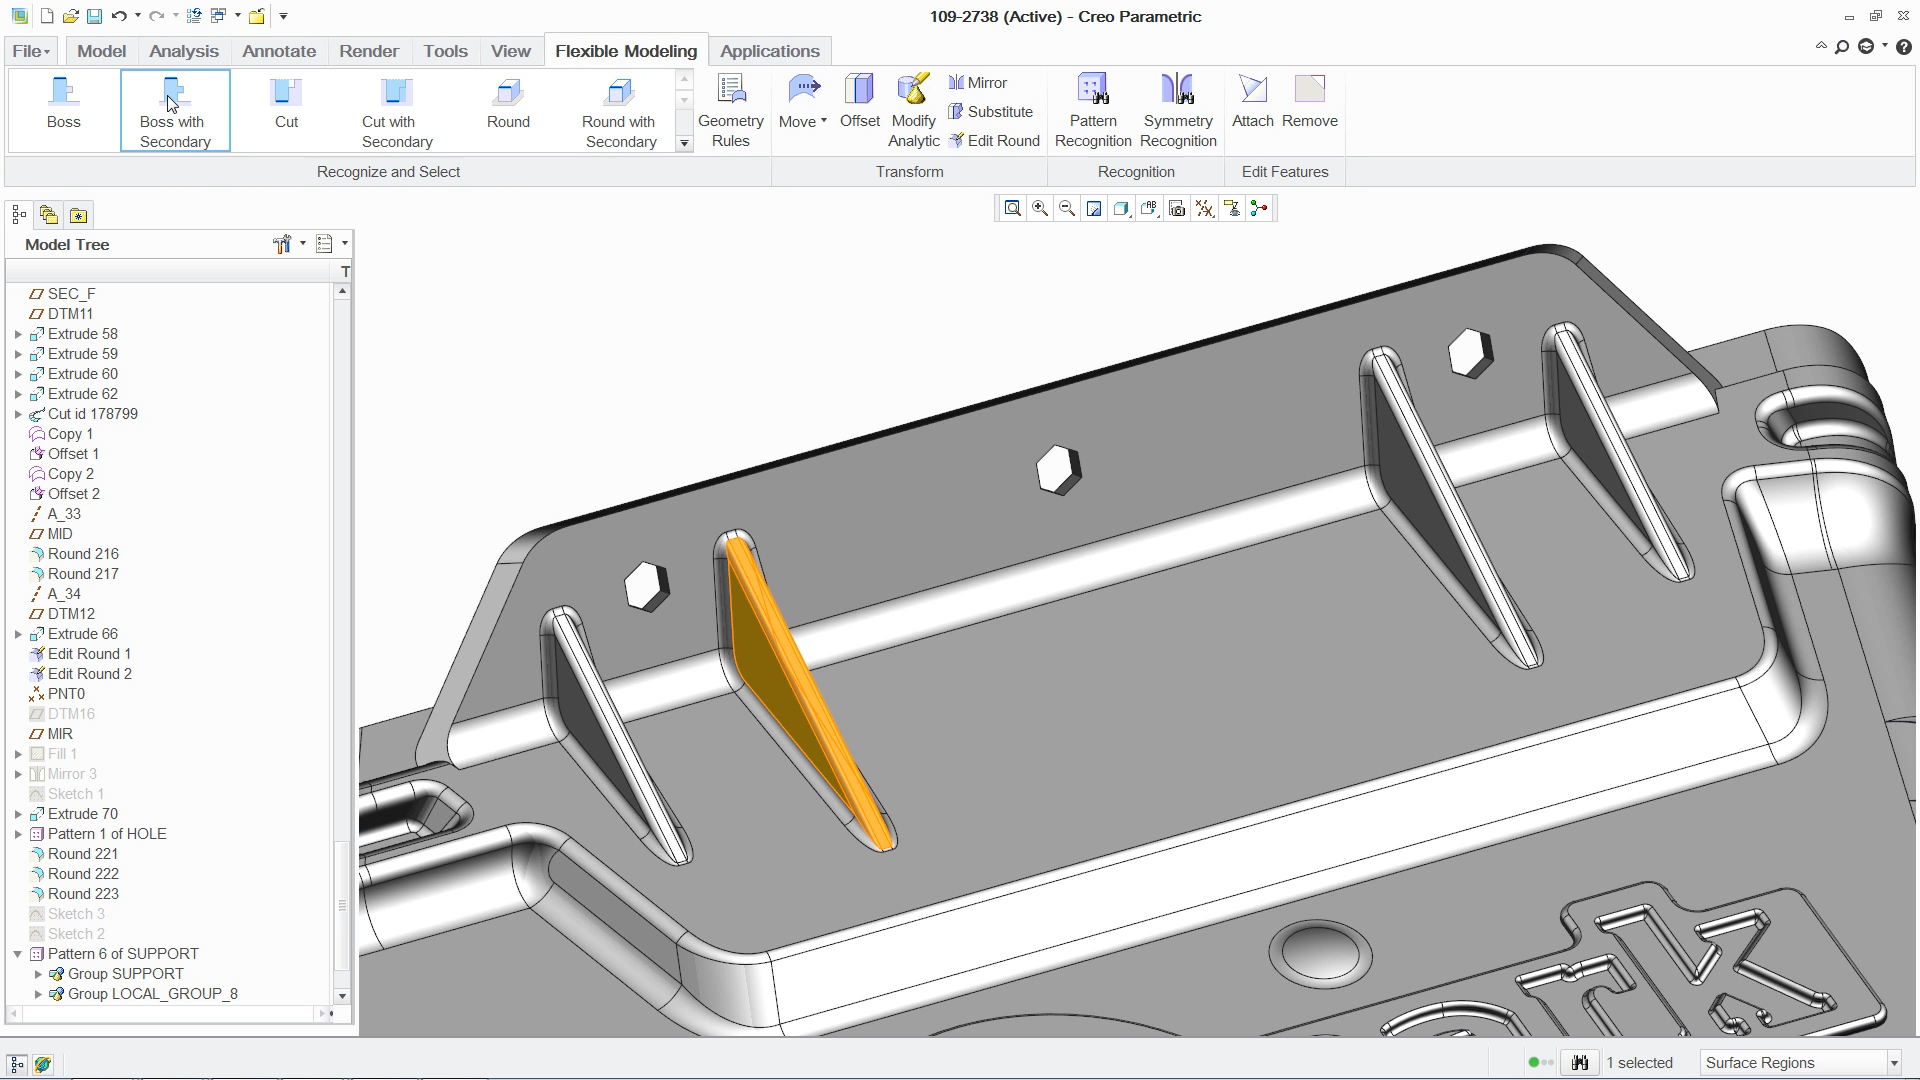 109-2738 (Active) - Creo Parametric
File
Model
Analysis
Annotate
Render
Tools
View
Flexible Modeling
Applications
Boss
Boss with
Secondary
Cut
Cut with
Secondary
Round
Round with
Secondary
Geometry
Rules
Move
Offset
Modify
Analytic
Mirror
Substitute
Edit Round
Pattern
Recognition
Symmetry
Recognition
Attach
Remove
Recognize and Select
Transform
Recognition
Edit Features
Model Tree
SEC_F
DTM11
Extrude 58
Extrude 59
Extrude 60
Extrude 62
Cut id 178799
Copy 1
Offset 1
Copy 2
Offset 2
A_33
MID
Round 216
Round 217
A_34
DTM12
Extrude 66
Edit Round 1
Edit Round 2
PNT0
DTM16
MIR
Fill 1
Mirror 3
Sketch 1
Extrude 70
Pattern 1 of HOLE
Round 221
Round 222
Round 223
Sketch 3
Sketch 2
Pattern 6 of SUPPORT
Group SUPPORT
Group LOCAL_GROUP_8
1 selected
Surface Regions